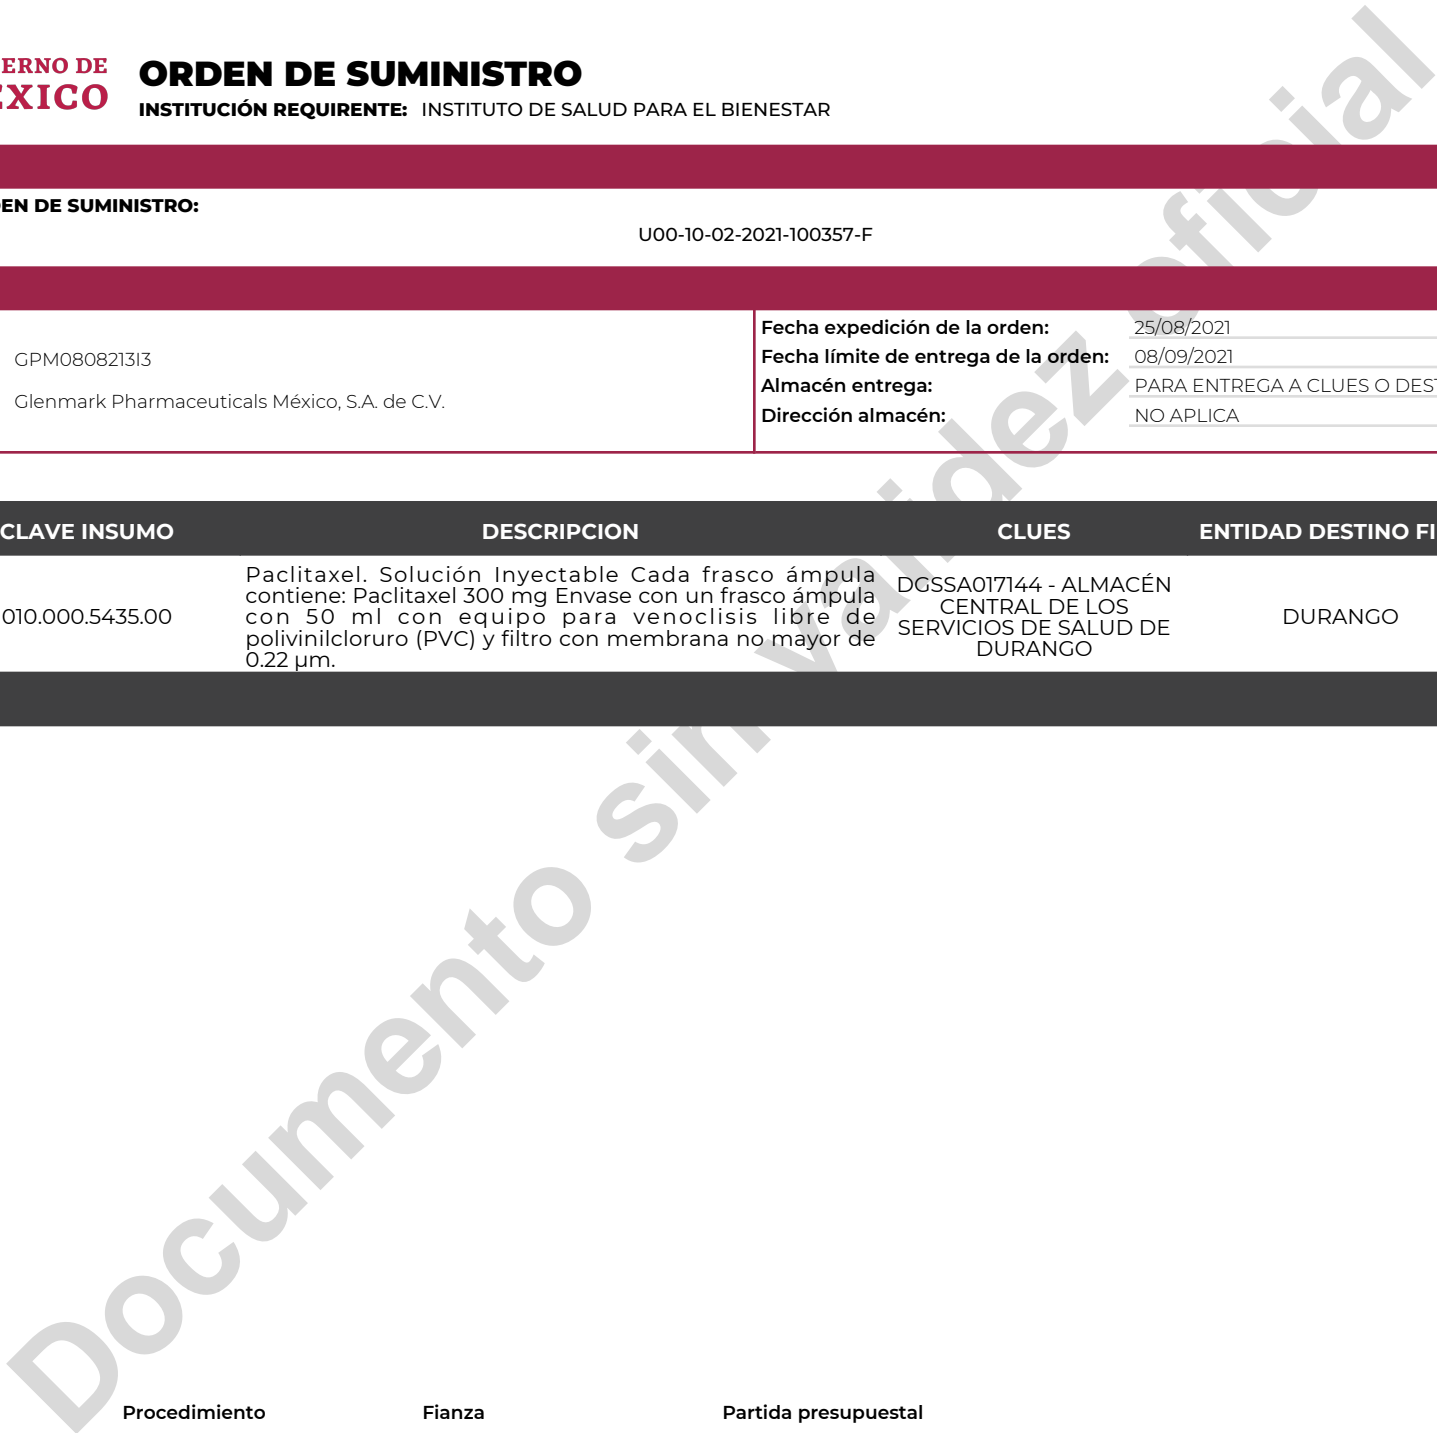 ERNO DE
ÉXICO
ORDEN DE SUMINISTRO
INSTITUCIÓN REQUIRENTE: INSTITUTO DE SALUD PARA EL BIENESTAR
EN DE SUMINISTRO:
U00-10-02-2021-100357-F
GPM0808213I3
Glenmark Pharmaceuticals México, S.A. de C.V.
Fecha expedición de la orden: 25/08/2021
Fecha límite de entrega de la orden: 08/09/2021
Almacén entrega: PARA ENTREGA A CLUES O DEST
Dirección almacén: NO APLICA
CLAVE INSUMO DESCRIPCION CLUES ENTIDAD DESTINO FI
010.000.5435.00
Paclitaxel. Solución Inyectable Cada frasco ámpula
contiene: Paclitaxel 300 mg Envase con un frasco ámpula
con 50 ml con equipo para venoclisis libre de
polivinilcloruro (PVC) y filtro con membrana no mayor de
0.22 µm.
DGSSA017144 - ALMACÉN
CENTRAL DE LOS
SERVICIOS DE SALUD DE
DURANGO
DURANGO
Documento sin validez oficial
Procedimiento Fianza Partida presupuestal